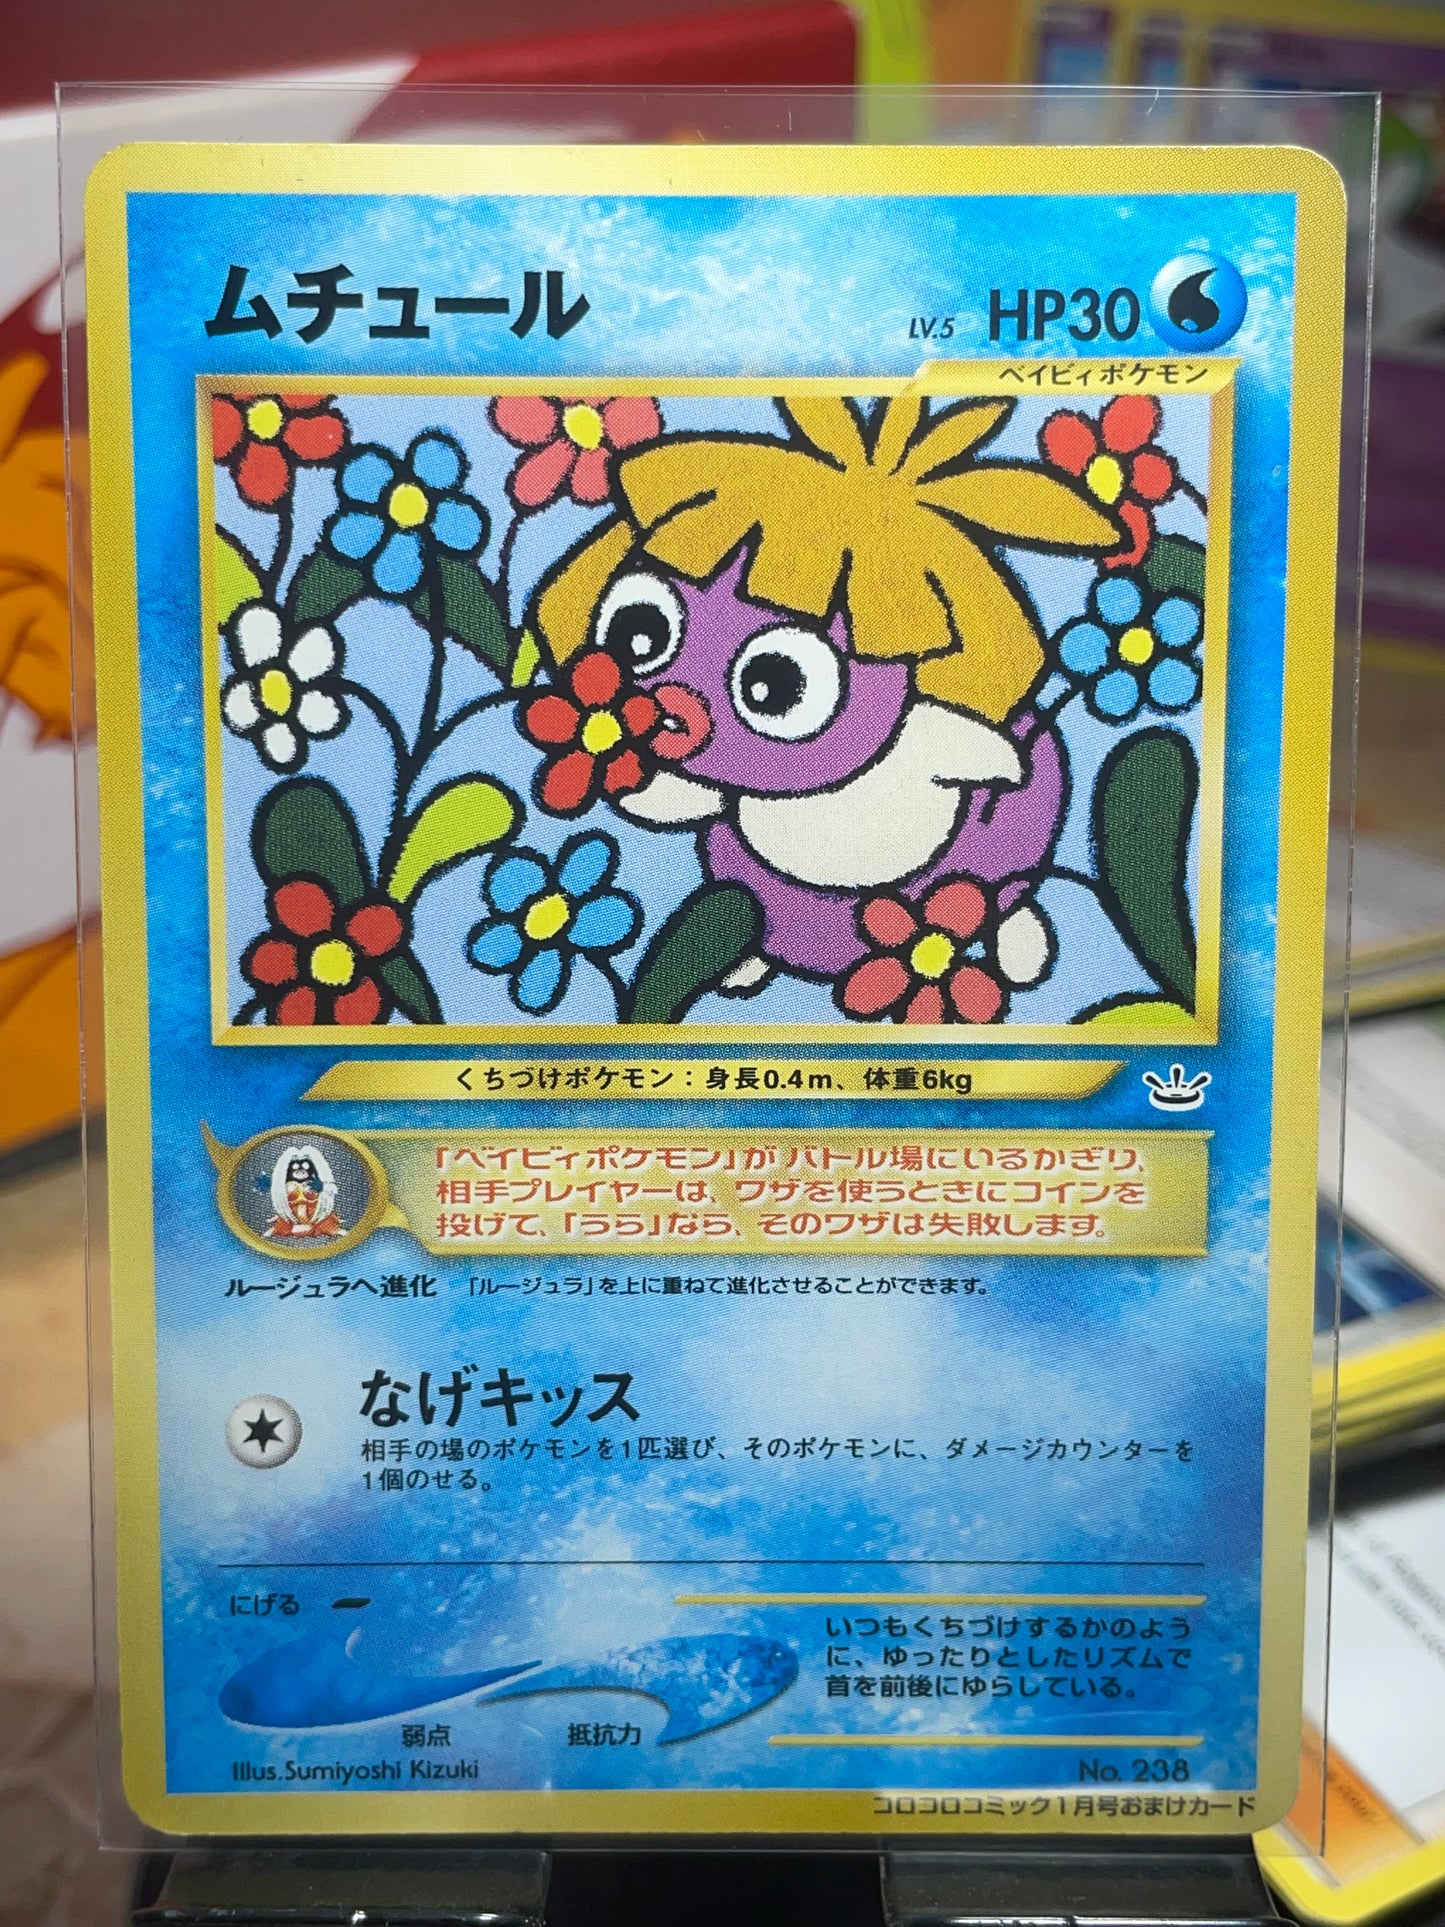 ムチュール
LV.5 HP30
ベイビィポケモン
くちづけポケモン：身長0.4m、体重6kg
「ベイビィポケモン」がバトル場にいるかぎり、
相手プレイヤーは、ワザを使うときにコインを
投げて、「うら」なら、そのワザは失敗します。
ルージュラへ進化 「ルージュラ」を上に重ねて進化させることができます。
なげキッス
相手の場のポケモンを1匹選び、そのポケモンに、ダメージカウンターを
1個のせる。
にげる
いつもくちづけするかのよう
に、ゆったりとしたリズムで
首を前後にゆらしている。
弱点 抵抗力
Illus.Sumiyoshi Kizuki No. 238
コロコロコミック1月号おまけカード